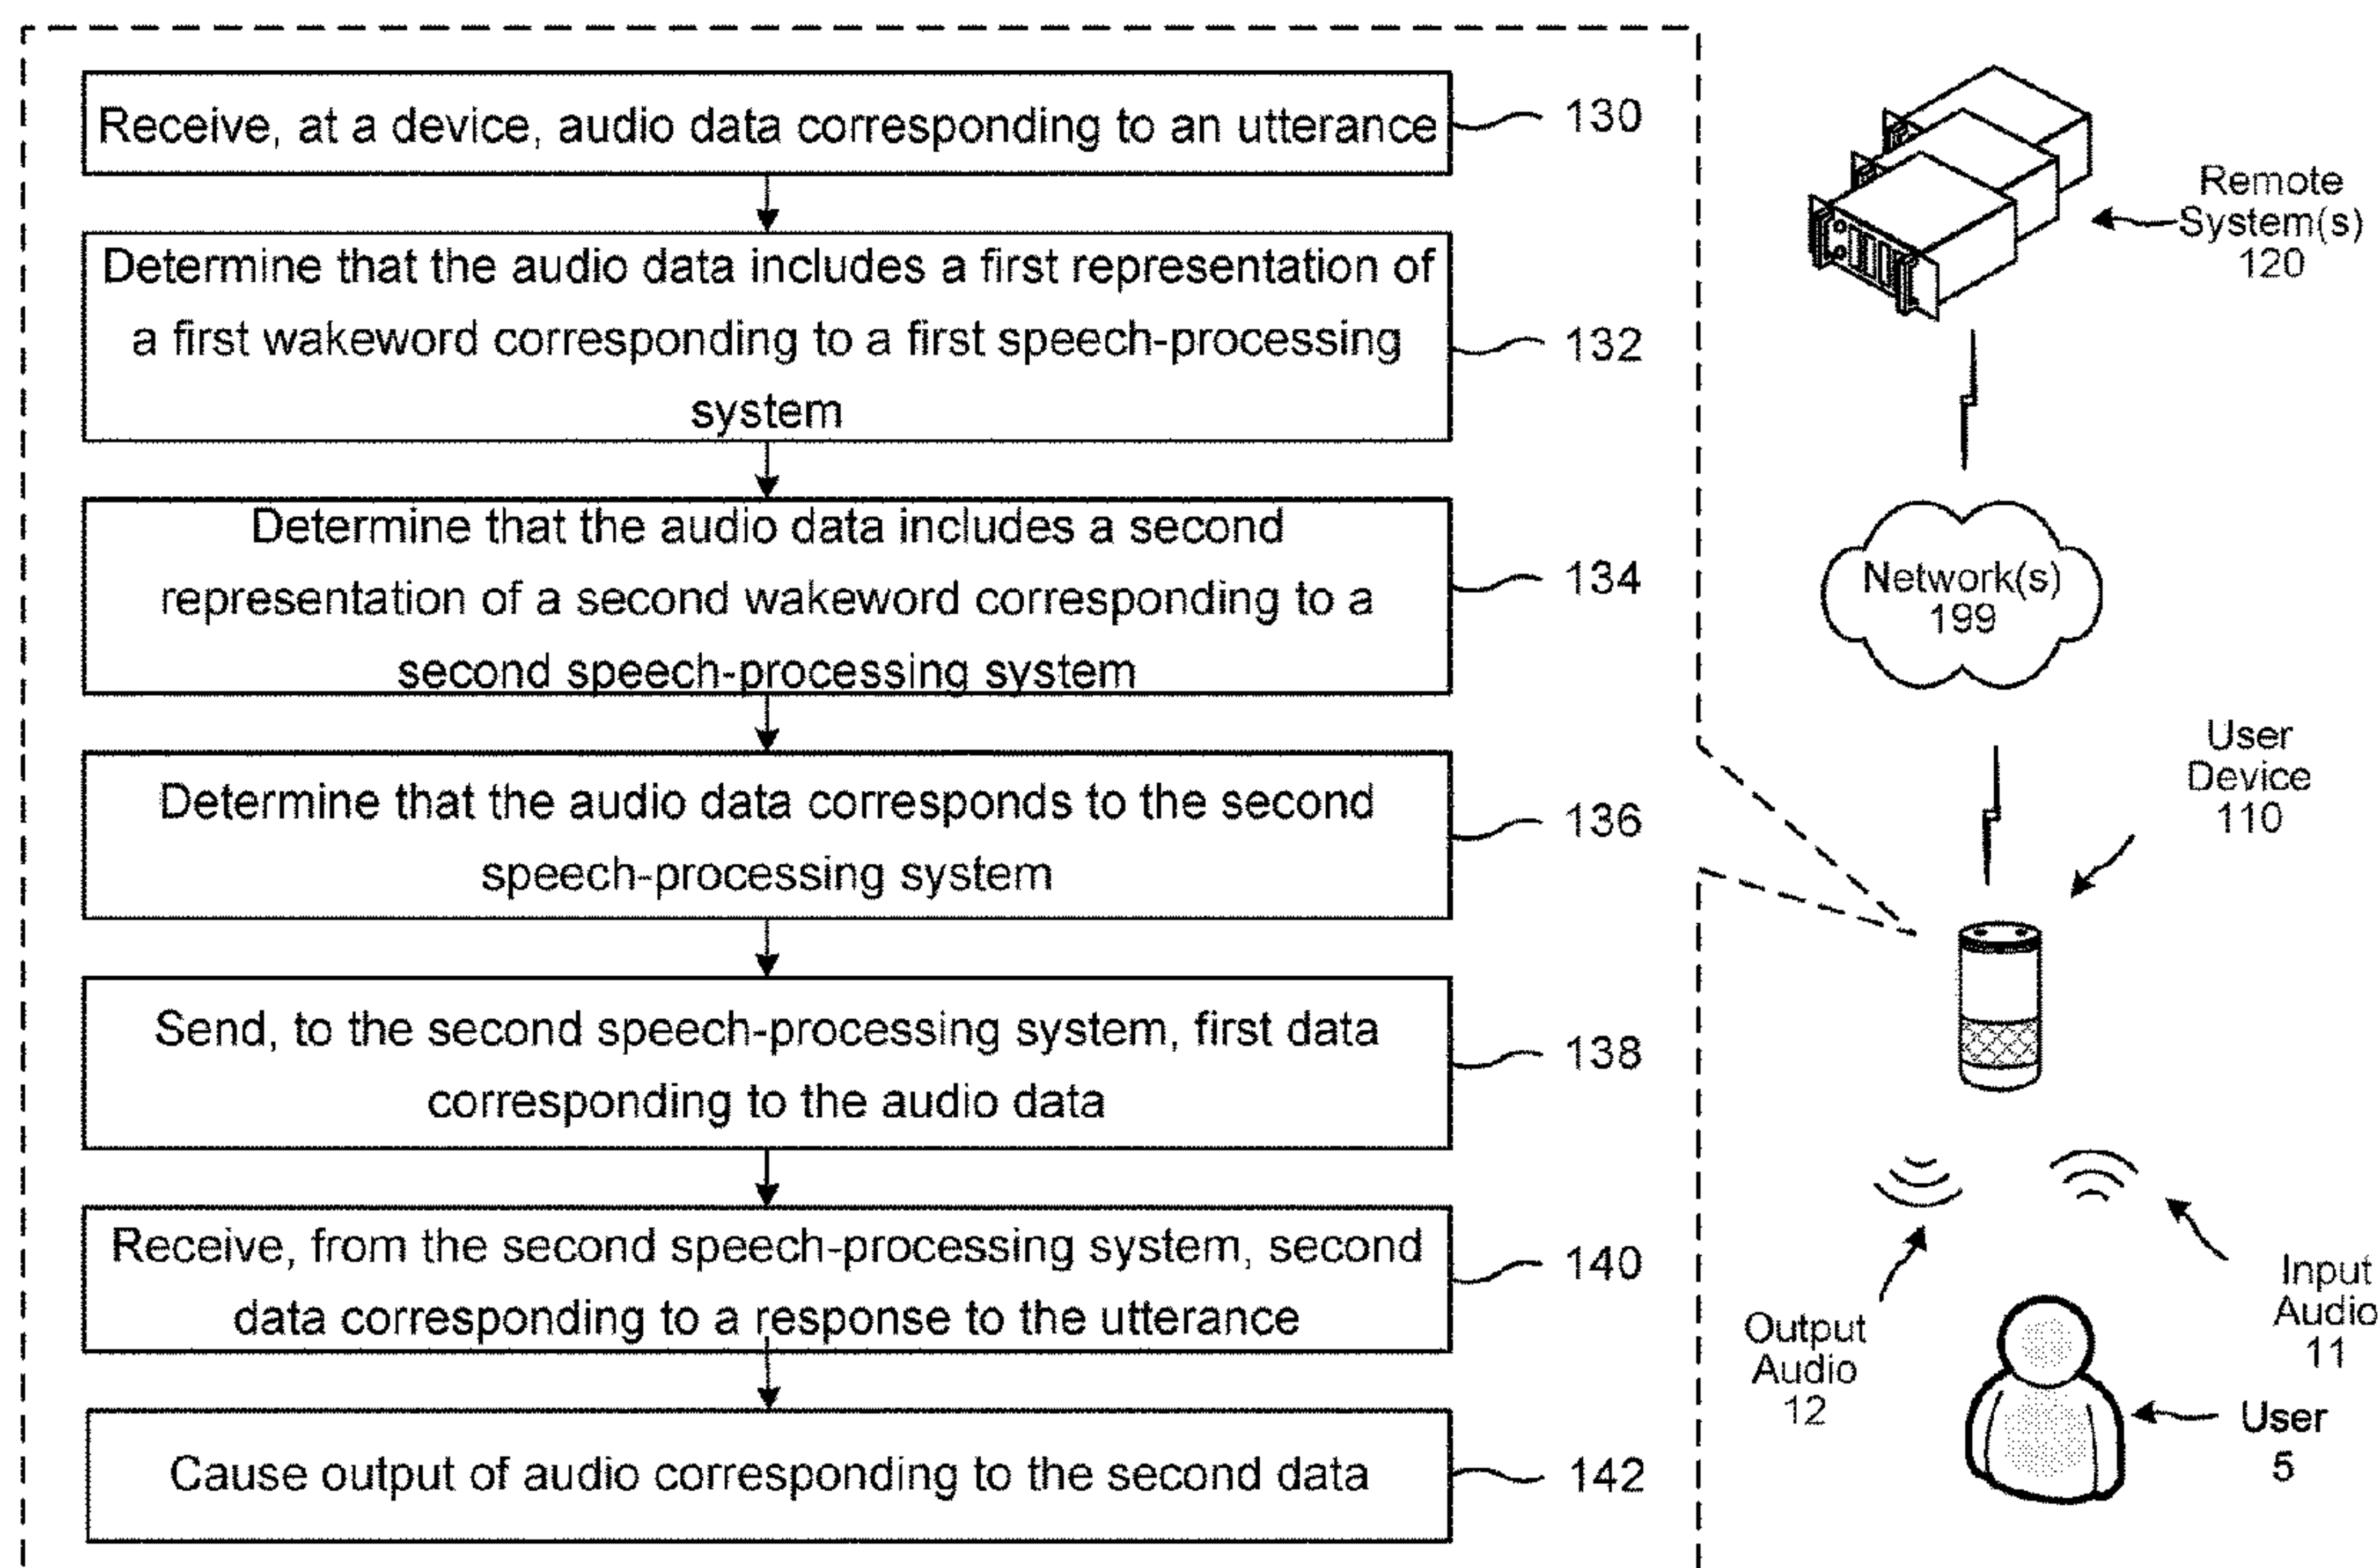 Receive, at a device, audio data corresponding to an utterance
130
Determine that the audio data includes a first representation of
a first wakeword corresponding to a first speech-processing
system
132
Determine that the audio data includes a second
representation of a second wakeword corresponding to a
second speech-processing system
134
Determine that the audio data corresponds to the second
speech-processing system
136
Send, to the second speech-processing system, first data
corresponding to the audio data
138
Receive, from the second speech-processing system, second
data corresponding to a response to the utterance
140
Cause output of audio corresponding to the second data
142
Remote
System(s)
120
Network(s)
199
User
Device
110
Output
Audio
12
Input
Audio
11
User
5